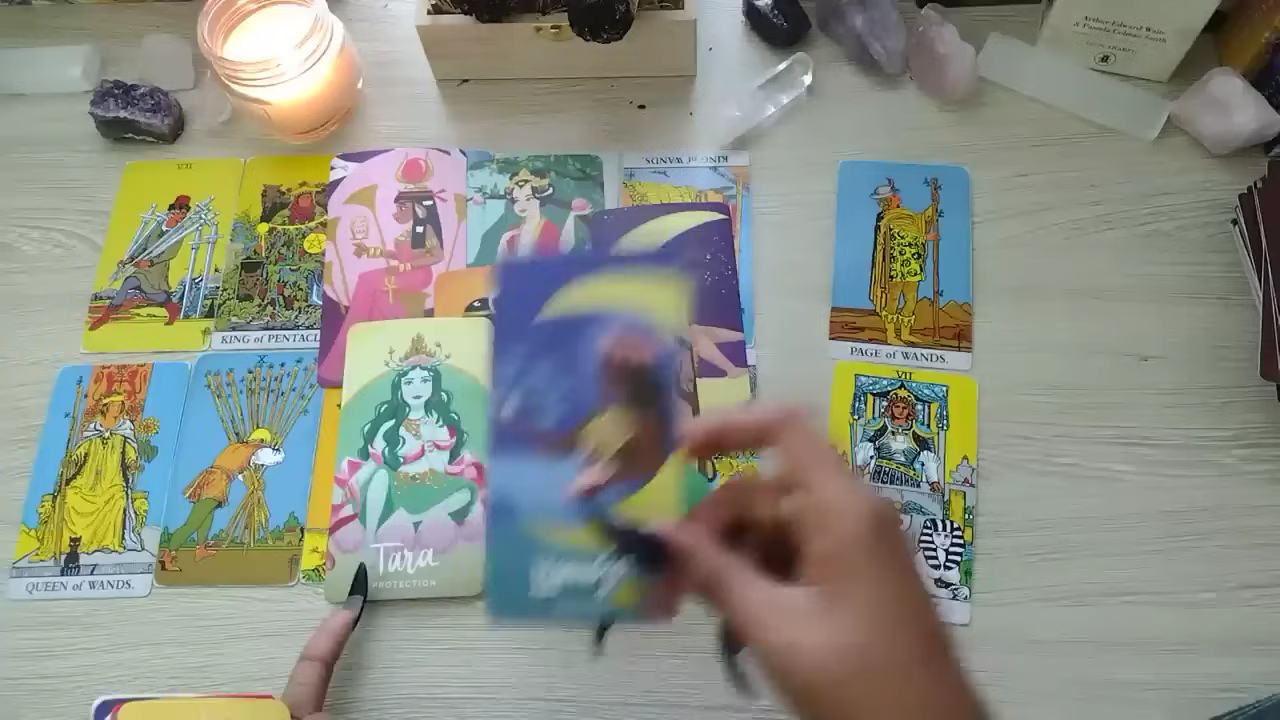 Arthur Edward Waite
& Pamela Colman Smith
KING of WANDS.
KING of PENTACL
PAGE of WANDS.
VII
X
QUEEN of WANDS.
Tara
PROTECTION